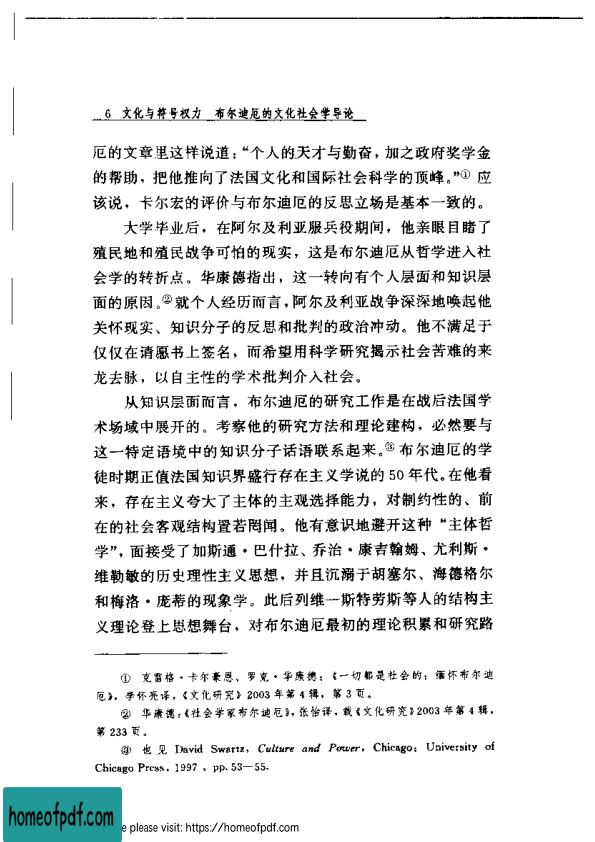 6 文化与符号权力 布尔迪厄的文化社会学导论
厄的文章里这样说道：“个人的天才与勤奋，加之政府奖学金
的帮助，把他推向了法国文化和国际社会科学的顶峰。”① 应
该说，卡尔宏的评价与布尔迪厄的反思立场是基本一致的。
大学毕业后，在阿尔及利亚服兵役期间，他亲眼目睹了
殖民地和殖民战争可怕的现实，这是布尔迪厄从哲学进入社
会学的转折点。华康德指出，这一转向有个人层面和知识层
面的原因。②就个人经历而言，阿尔及利亚战争深深地唤起他
关怀现实、知识分子的反思和批判的政治冲动。他不满足于
仅仅在请愿书上签名，而希望用科学研究揭示社会苦难的来
龙去脉，以自主性的学术批判介入社会。
从知识层面而言，布尔迪厄的研究工作是在战后法国学
术场域中展开的。考察他的研究方法和理论建构，必然要与
这一特定语境中的知识分子话语联系起来。③ 布尔迪厄的学
徒时期正值法国知识界盛行存在主义学说的 50 年代。在他看
来，存在主义夸大了主体的主观选择能力，对制约性的、前
在的社会客观结构置若罔闻。他有意识地避开这种“主体哲
学”，面接受了加斯通·巴什拉、乔治·康吉翰姆、尤利斯·
维勒敏的历史理性主义思想，并且沉溺于胡塞尔、海德格尔
和梅洛·庞蒂的现象学。此后列维—斯特劳斯等人的结构主
义理论登上思想舞台，对布尔迪厄最初的理论积累和研究路
① 克雷格·卡尔豪恩、罗克·华康德：《一切都是社会的：缅怀布尔迪
厄》，李怀亮译，《文化研究》2003 年第 4 辑，第 3 页。
② 华康德：《社会学家布尔迪厄》，张怡译，载《文化研究》2003 年第 4 辑，
第 233 页。
③ 也见 David Swartz, Culture and Power, Chicago: University of
Chicago Press, 1997 , pp. 53—55.
homeofpdf.com
e please visit: https://homeofpdf.com